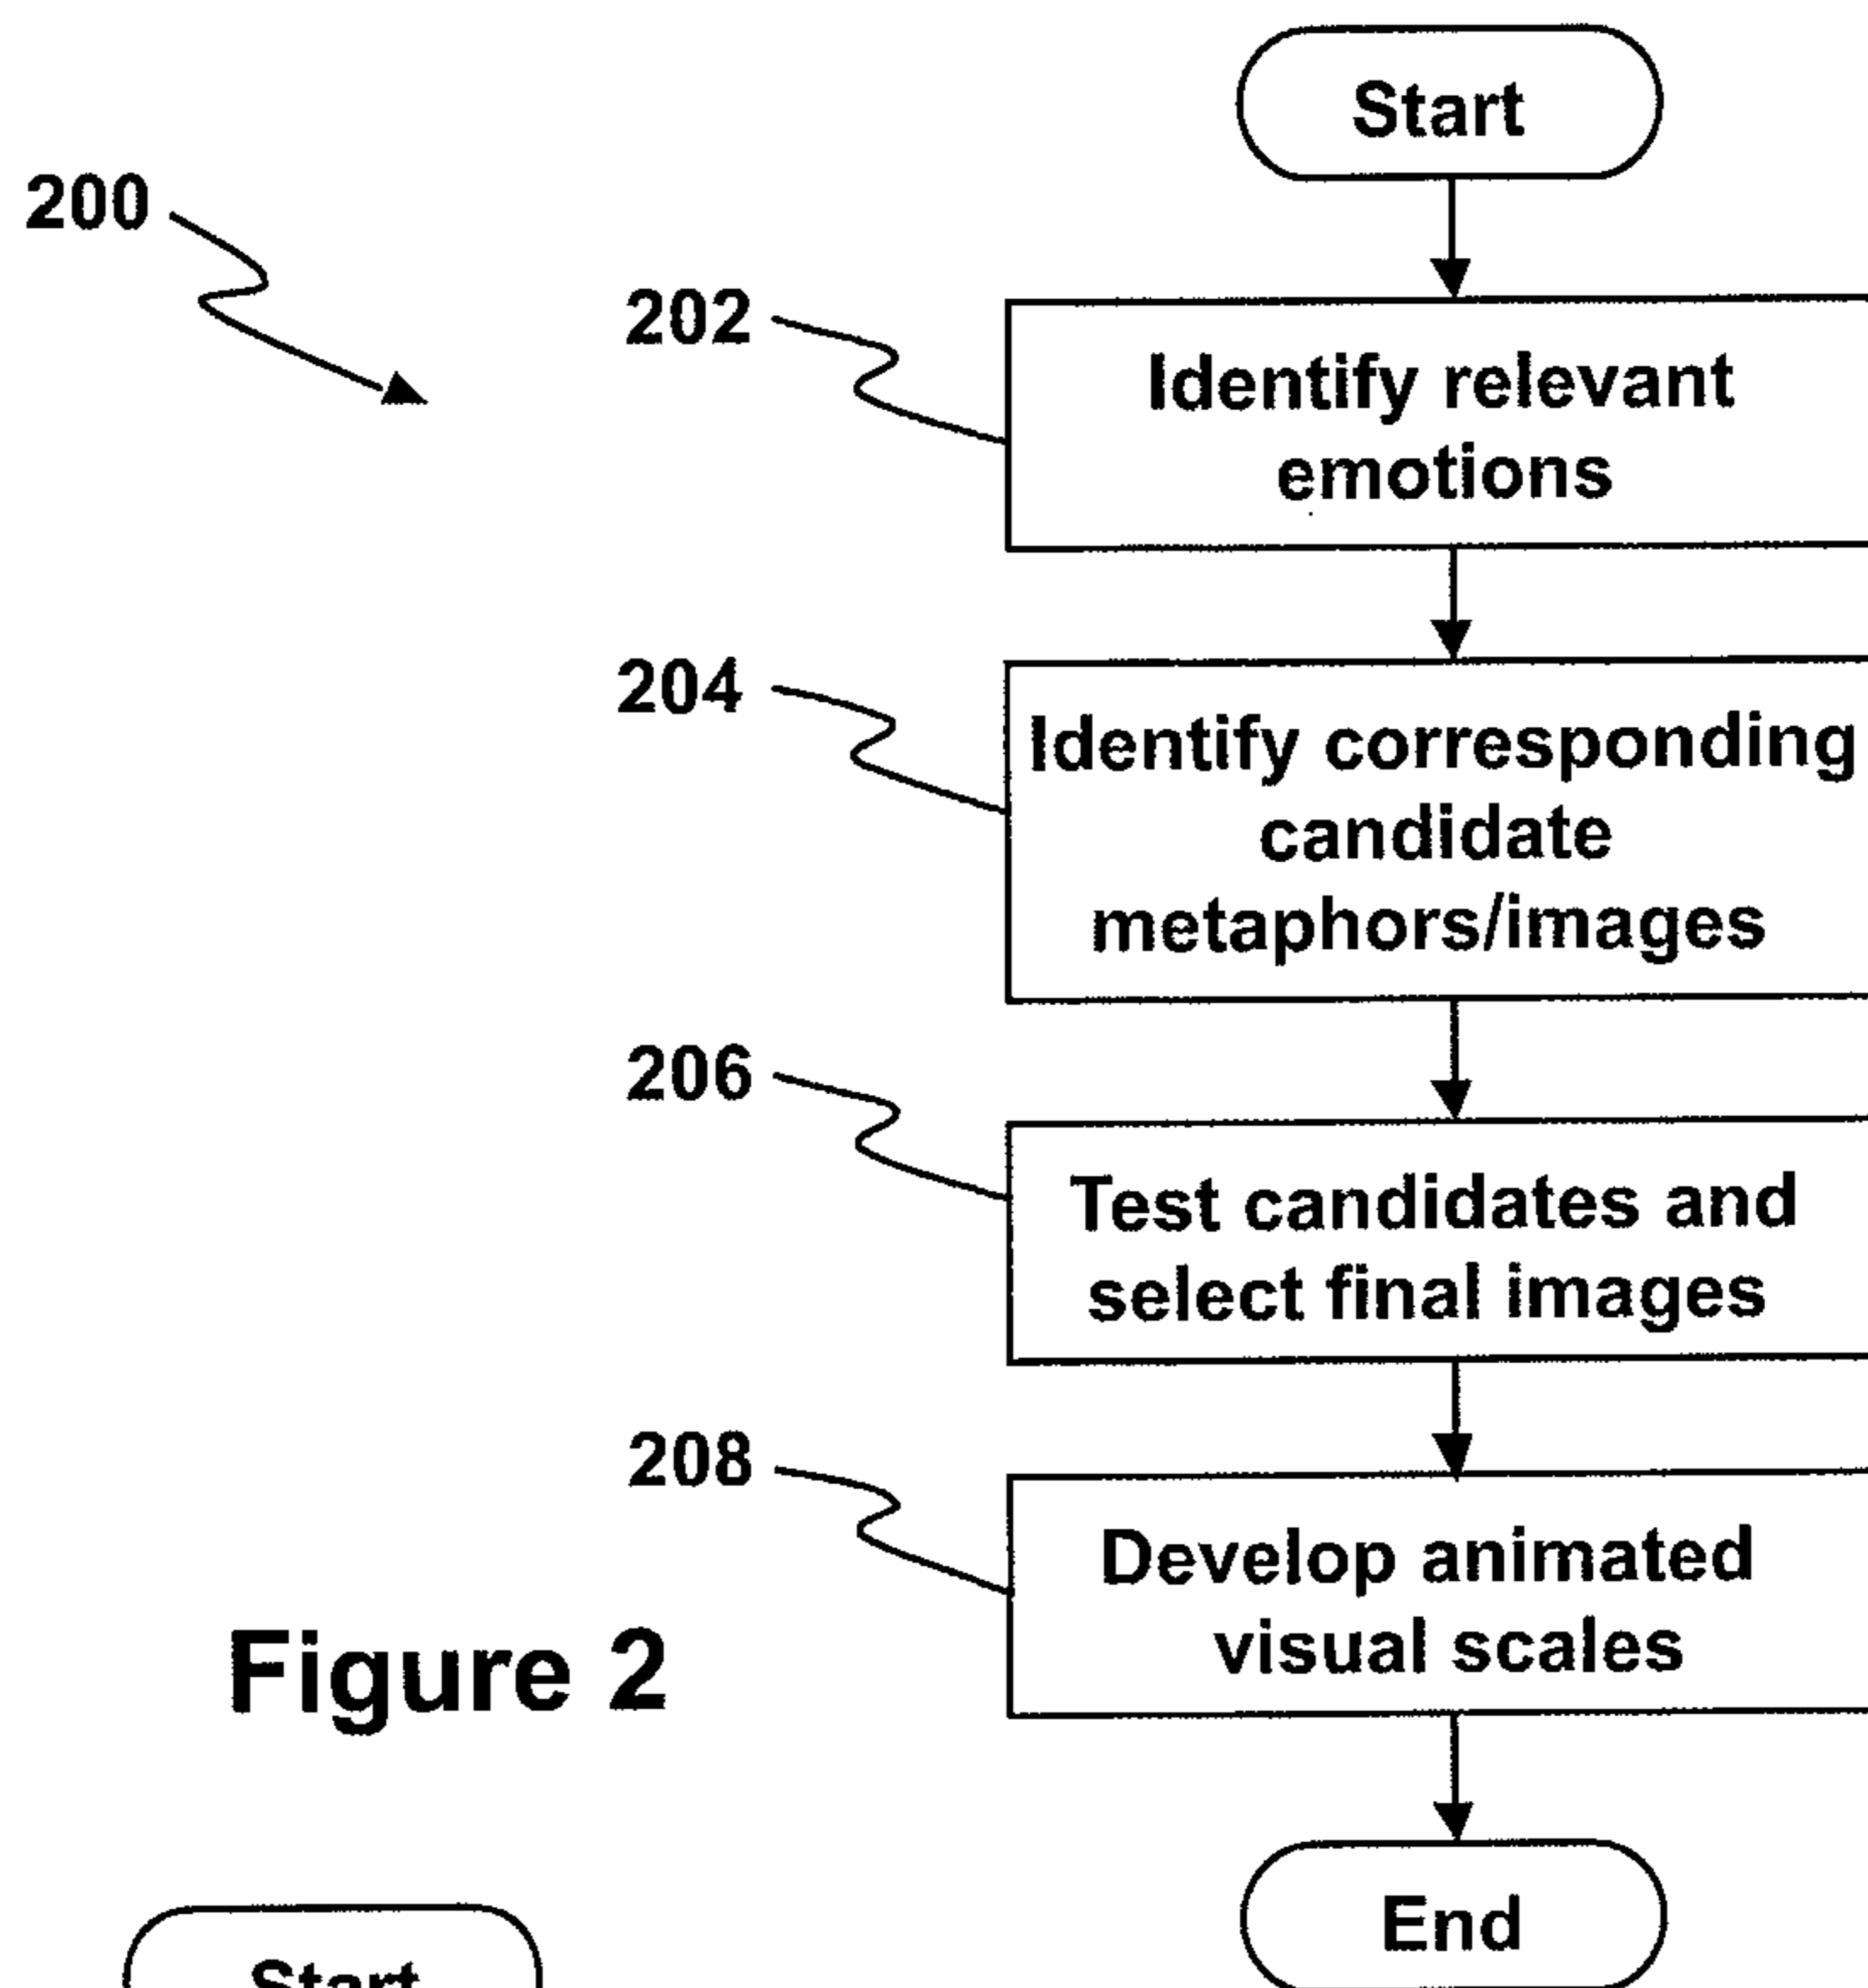 Start
200
202
Identify relevant
emotions
204
Identify corresponding
candidate
metaphors/images
206
Test candidates and
select final images
208
Develop animated
visual scales
Figure 2
End
Start